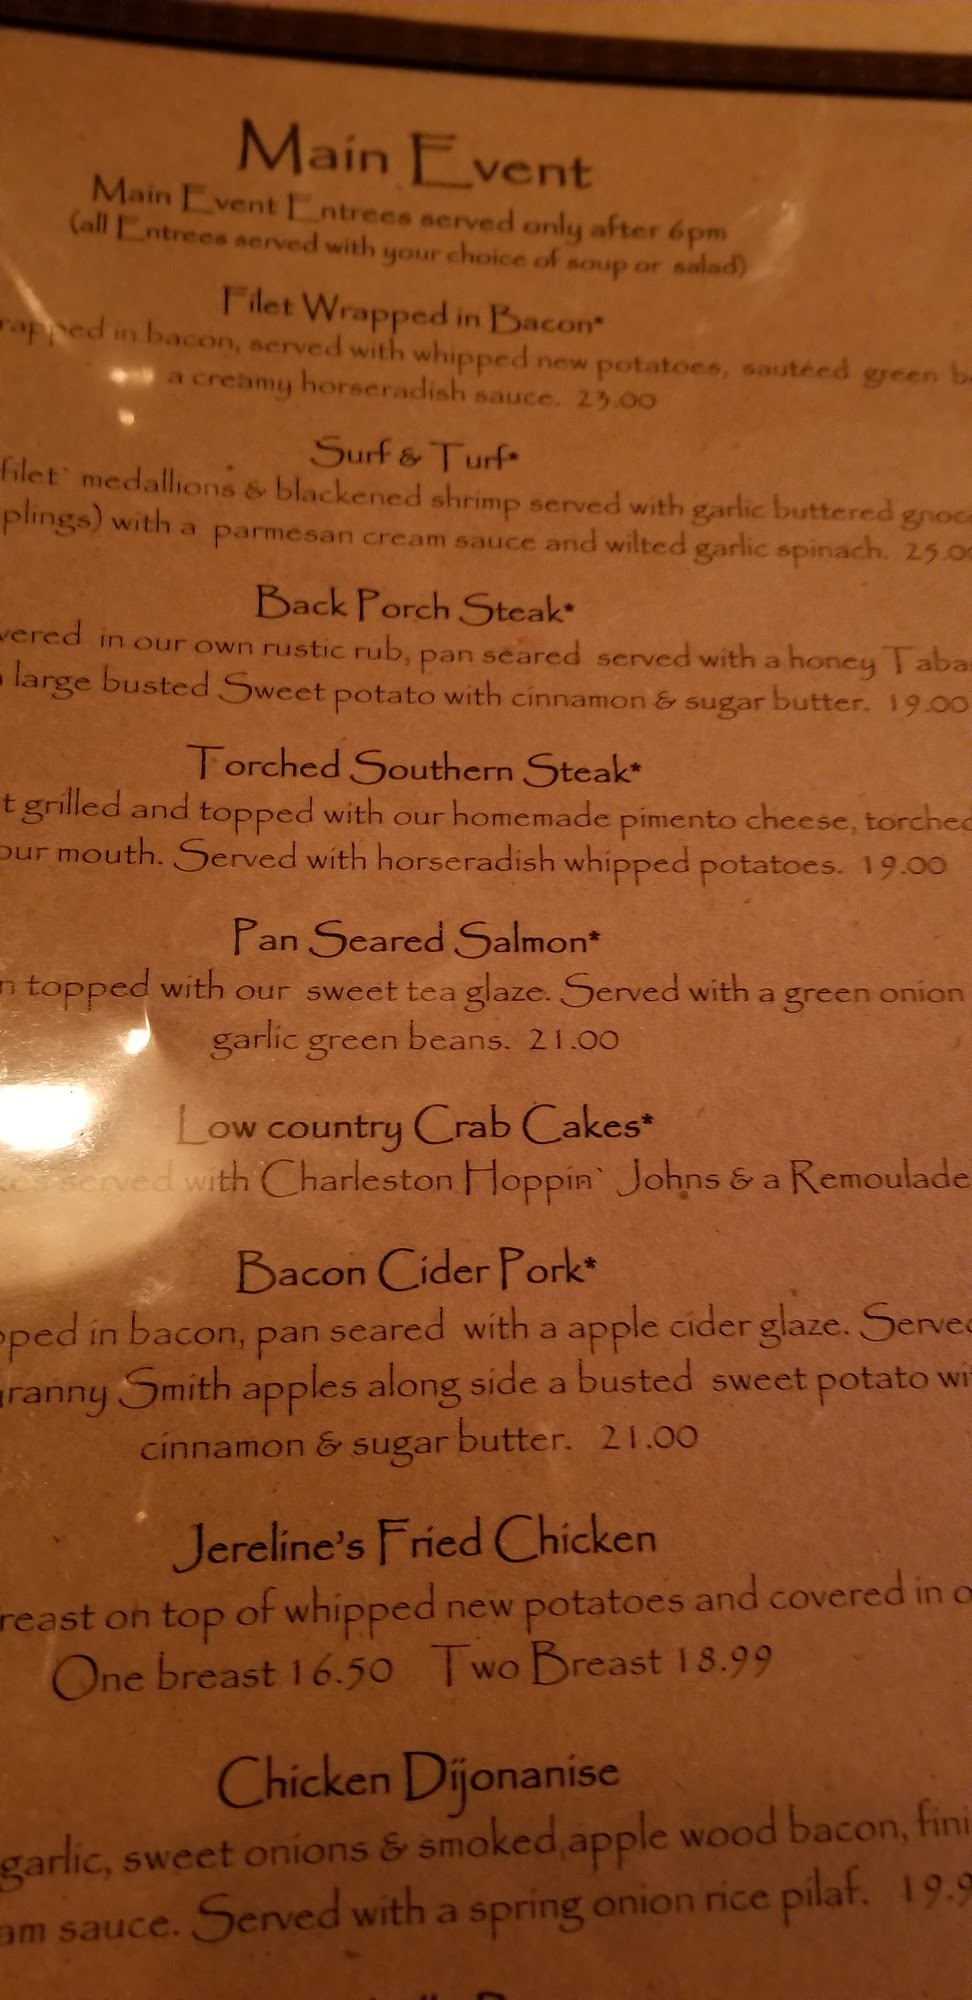 Main Event
Main Event Entrees served only after 6pm
(all Entrees served with your choice of soup or salad)
Filet Wrapped in Bacon*
in bacon, served with whipped new potatoes, sautéed green
a creamy horseradish sauce. 23.00
Surf & Turf*
filet` medallions & blackened shrimp served with garlic buttered
with a parmesan cream sauce and wilted garlic spinach.
Back Porch Steak*
in our own rustic rub, pan seared served with a honey
large busted Sweet potato with cinnamon & sugar butter. 19.00
Torched Southern Steak*
grilled and topped with our homemade pimento cheese, torched
mouth. Served with horseradish whipped potatoes. 19.00
Pan Seared Salmon*
topped with our sweet tea glaze. Served with a green onion
garlic green beans. 21.00
Low country Crab Cakes*
served with Charleston Hoppin` Johns & a Remoulade
Bacon Cider Pork*
in bacon, pan seared with a apple cider glaze. Served
Smith apples along side a busted sweet potato
cinnamon & sugar butter. 21.00
Jereline's Fried Chicken
on top of whipped new potatoes and covered in
One breast 16.50 Two Breast 18.99
Chicken Dijonanise
garlic, sweet onions & smoked apple wood bacon,
sauce. Served with a spring onion rice pilaf.